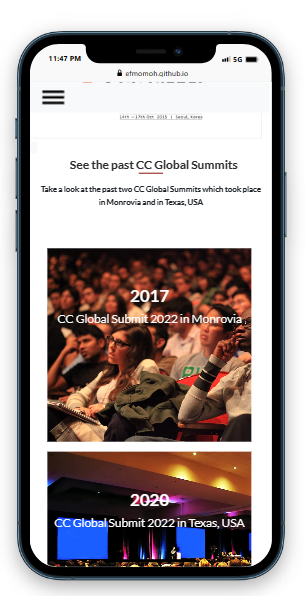 11:47 PM
5G
efmomoh.github.io
14th – 17th Oct 2015 | Seoul, Korea
See the past CC Global Summits
Take a look at the past two CC Global Summits which took place
in Monrovia and in Texas, USA
2017
CC Global Submit 2022 in Monrovia ,
2020
CC Global Submit 2022 in Texas, USA